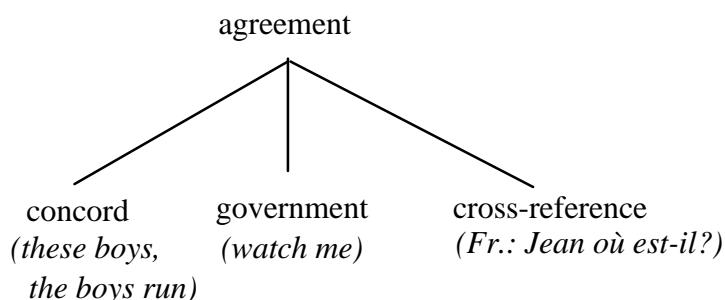 agreement
concord government cross-reference
(these boys, (watch me) (Fr.: Jean où est-il?)
the boys run)